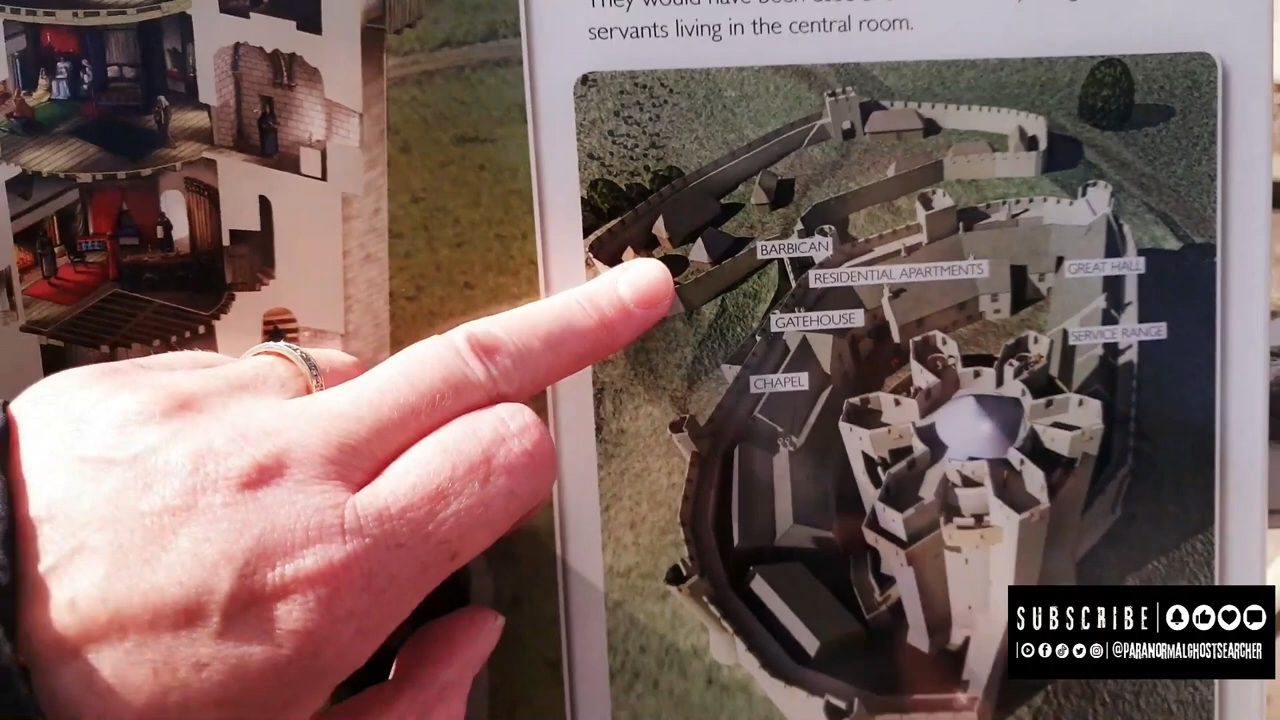 servants living in the central room.
BARBICAN
RESIDENTIAL APARTMENTS
GREAT HALL
GATEHOUSE
SERVICE RANGE
CHAPEL
SUBSCRIBE
@PARANORMALGHOSTSEARCHER